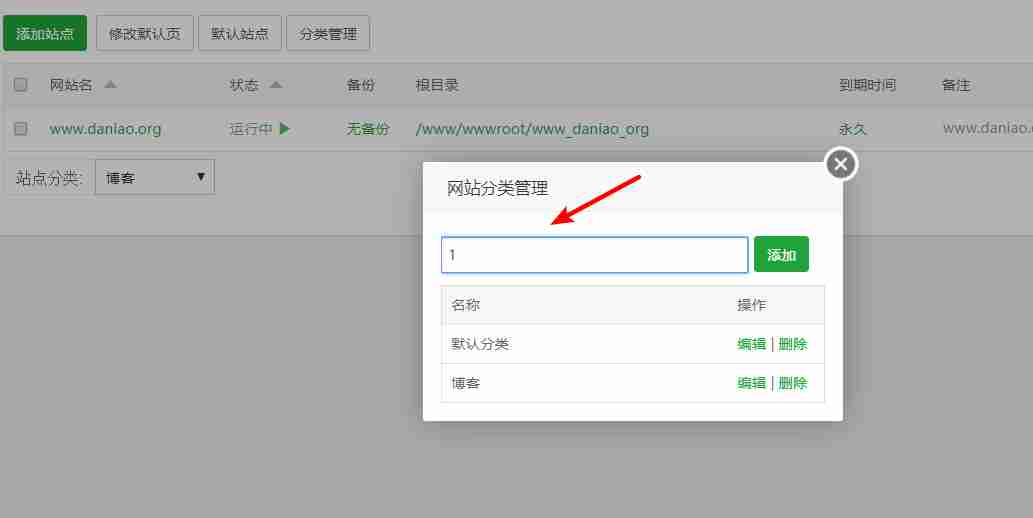 添加站点 修改默认页 默认站点 分类管理
网站名 状态 备份 根目录 到期时间 备注
www.daniao.org 运行中 无备份 /www/wwwroot/www_daniao_org 永久 www.daniao.o
站点分类: 博客
网站分类管理
1 添加
名称 操作
默认分类 编辑 | 删除
博客 编辑 | 删除